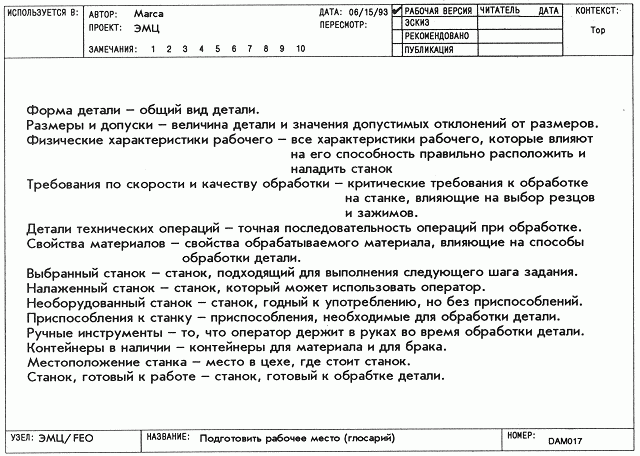 ИСПОЛЬЗУЕТСЯ В:
АВТОР: Marca
ДАТА: 06/15/93
РАБОЧАЯ ВЕРСИЯ
ЧИТАТЕЛЬ ДАТА
КОНТЕКСТ:
ПРОЕКТ: ЭМЦ
ПЕРЕСМОТР:
ЭСКИЗ
Top
РЕКОМЕНДОВАНО
ЗАМЕЧАНИЯ: 1 2 3 4 5 6 7 8 9 10
ПУБЛИКАЦИЯ
Форма детали – общий вид детали.
Размеры и допуски – величина детали и значения допустимых отклонений от размеров.
Физические характеристики рабочего – все характеристики рабочего, которые влияют
на его способность правильно расположить и
наладить станок
Требования по скорости и качеству обработки – критические требования к обработке
на станке, влияющие на выбор резцов
и зажимов.
Детали технических операций – точная последовательность операций при обработке.
Свойства материалов – свойства обрабатываемого материала, влияющие на способы
обработки детали.
Выбранный станок – станок, подходящий для выполнения следующего шага задания.
Налаженный станок – станок, который может использовать оператор.
Необорудованный станок – станок, годный к употреблению, но без приспособлений.
Приспособления к станку – приспособления, необходимые для обработки детали.
Ручные инструменты – то, что оператор держит в руках во время обработки детали.
Контейнеры в наличии – контейнеры для материала и для брака.
Местоположение станка – место в цехе, где стоит станок.
Станок, готовый к работе – станок, готовый к обрабтке детали.
УЗЕЛ: ЭМЦ/FEO
НАЗВАНИЕ: Подготовить рабочее место (глосарий)
НОМЕР: DAM017